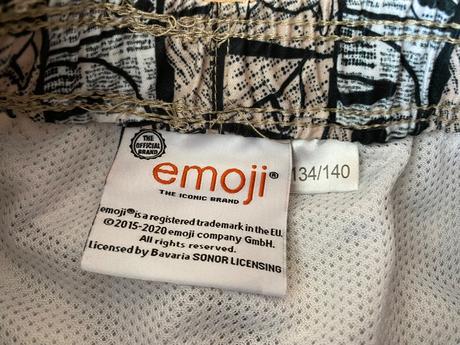 THE
OFFICIAL
BRAND
emoji®
THE ICONIC BRAND
134/140
emoji® is a registered trademark in the EU.
©2015-2020 emoji company GmbH.
All rights reserved.
Licensed by Bavaria SONOR LICENSING